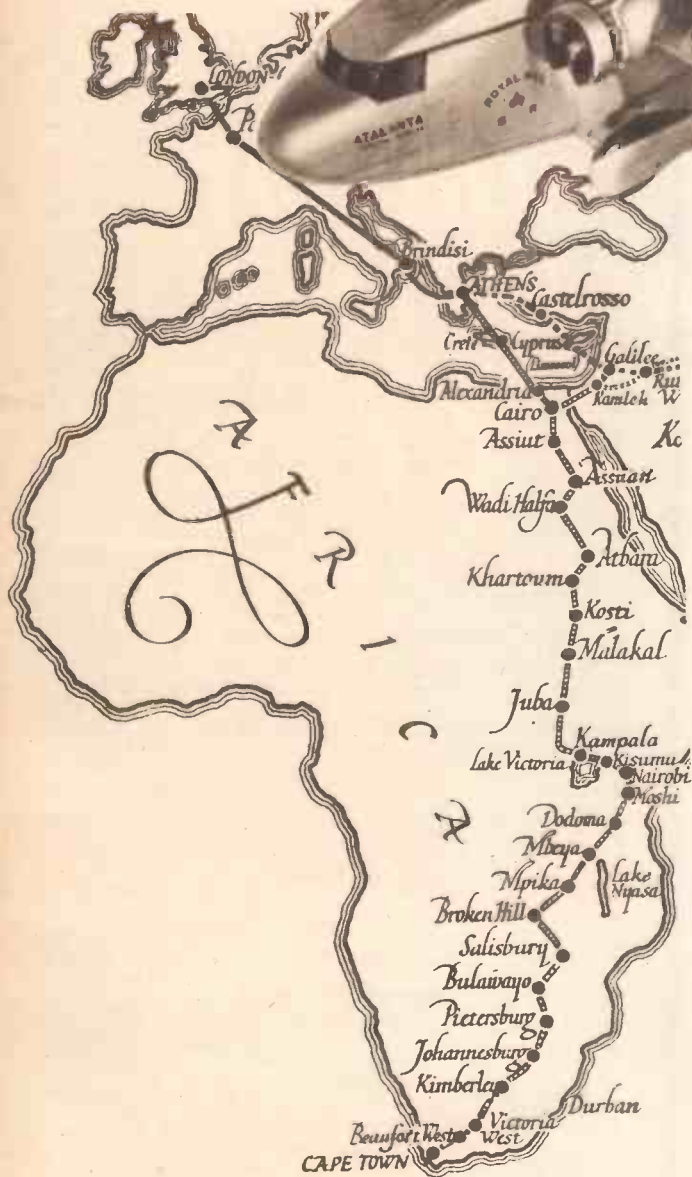 ATALANTA
ROYAL
LONDON
Brindisi
ATHENS
Castelrosso
Crete
Cyprus
Galilee
Alexandria
Ramleh
Cairo
Assiut
Assuan
Wadi Halfa
Atbara
Khartoum
Kosti
Malakal
Juba
Kampala
Lake Victoria
Kisumu
Nairobi
Moshi
Dodoma
Mbeya
Mpika
Lake
Nyasa
Broken Hill
Salisbury
Bulawayo
Pietersburg
Johannesburg
Kimberley
Durban
Victoria
West
Beaufort West
CAPE TOWN
AFRICA